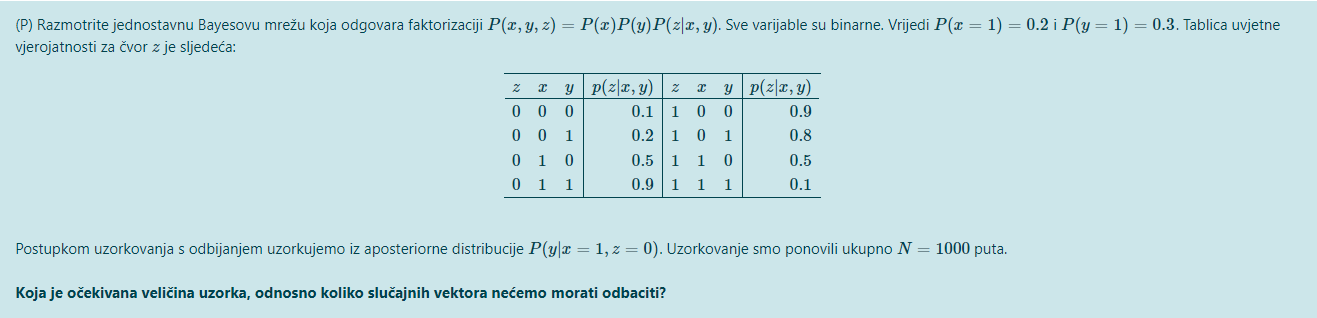 (P) Razmotrite jednostavnu Bayesovu mrežu koja odgovara faktorizaciji P(x, y, z) = P(x)P(y)P(z|x, y). Sve varijable su binarne. Vrijedi P(x = 1) = 0.2 i P(y = 1) = 0.3. Tablica uvjetne
vjerojatnosti za čvor z je sljedeća:
z x y p(z|x, y) z x y p(z|x, y)
0 0 0 0.1 1 0 0 0.9
0 0 1 0.2 1 0 1 0.8
0 1 0 0.5 1 1 0 0.5
0 1 1 0.9 1 1 1 0.1
Postupkom uzorkovanja s odbijanjem uzorkujemo iz aposteriorne distribucije P(y|x = 1, z = 0). Uzorkovanje smo ponovili ukupno N = 1000 puta.
Koja je očekivana veličina uzorka, odnosno koliko slučajnih vektora nećemo morati odbaciti?